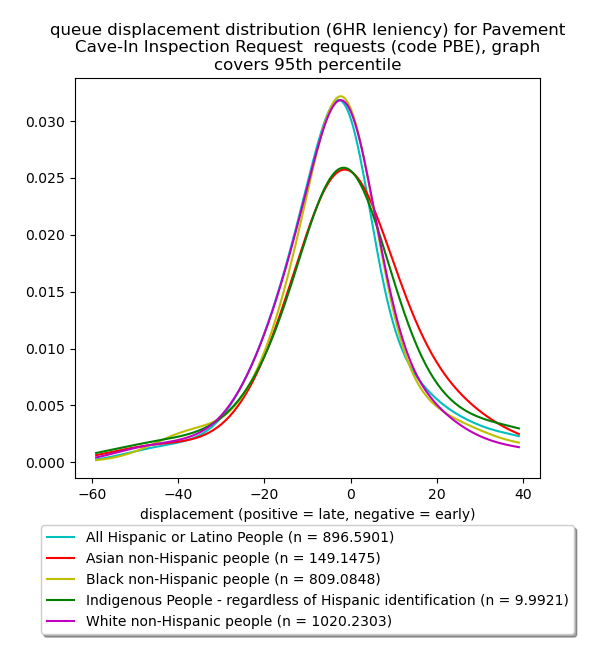 queue displacement distribution (6HR leniency) for Pavement
Cave-In Inspection Request  requests (code PBE), graph
covers 95th percentile
0.030
0.025
0.020
0.015
0.010
0.005
0.000
−60
−40
−20
0
20
40
displacement (positive = late, negative = early)
All Hispanic or Latino People (n = 896.5901)
Asian non-Hispanic people (n = 149.1475)
Black non-Hispanic people (n = 809.0848)
Indigenous People - regardless of Hispanic identification (n = 9.9921)
White non-Hispanic people (n = 1020.2303)